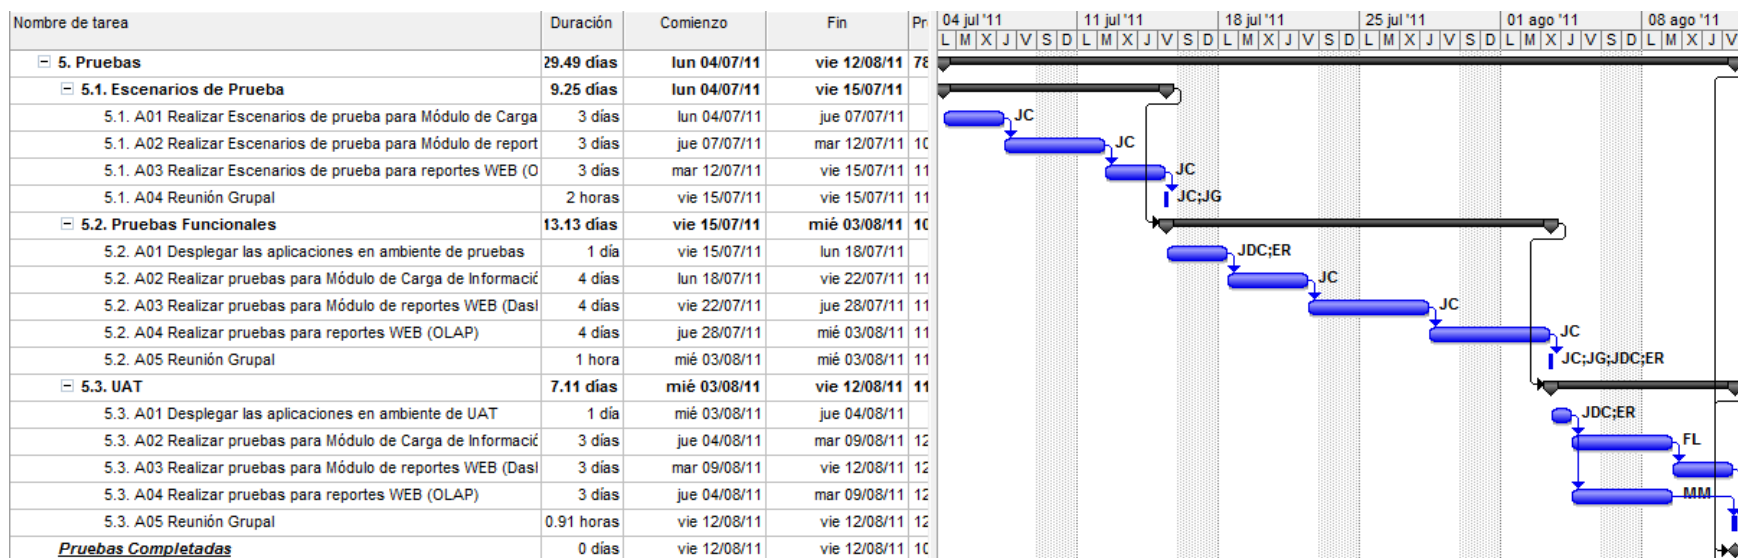 Nombre de tarea Duración Comienzo Fin Pr 04 jul '11 11 jul '11 18 jul '11 25 jul '11 01 ago '11 08 ago '11
L M X J V S D L M X J V S D L M X J V S D L M X J V S D L M X J V S D L M X J V
5. Pruebas 29.49 días lun 04/07/11 vie 12/08/11 78
5.1. Escenarios de Prueba 9.25 días lun 04/07/11 vie 15/07/11
5.1. A01 Realizar Escenarios de prueba para Módulo de Carga 3 días lun 04/07/11 jue 07/07/11 JC
5.1. A02 Realizar Escenarios de prueba para Módulo de report 3 días jue 07/07/11 mar 12/07/11 10 JC
5.1. A03 Realizar Escenarios de prueba para reportes WEB (O 3 días mar 12/07/11 vie 15/07/11 11 JC
5.1. A04 Reunión Grupal 2 horas vie 15/07/11 vie 15/07/11 11 JC;JG
5.2. Pruebas Funcionales 13.13 días vie 15/07/11 mié 03/08/11 10
5.2. A01 Desplegar las aplicaciones en ambiente de pruebas 1 día vie 15/07/11 lun 18/07/11 JDC;ER
5.2. A02 Realizar pruebas para Módulo de Carga de Informació 4 días lun 18/07/11 vie 22/07/11 11 JC
5.2. A03 Realizar pruebas para Módulo de reportes WEB (Dasl 4 días vie 22/07/11 jue 28/07/11 11 JC
5.2. A04 Realizar pruebas para reportes WEB (OLAP) 4 días jue 28/07/11 mié 03/08/11 11 JC
5.2. A05 Reunión Grupal 1 hora mié 03/08/11 mié 03/08/11 11 JC;JG;JDC;ER
5.3. UAT 7.11 días mié 03/08/11 vie 12/08/11 11
5.3. A01 Desplegar las aplicaciones en ambiente de UAT 1 día mié 03/08/11 jue 04/08/11 JDC;ER
5.3. A02 Realizar pruebas para Módulo de Carga de Informació 3 días jue 04/08/11 mar 09/08/11 12 FL
5.3. A03 Realizar pruebas para Módulo de reportes WEB (Dasl 3 días mar 09/08/11 vie 12/08/11 12
5.3. A04 Realizar pruebas para reportes WEB (OLAP) 3 días jue 04/08/11 mar 09/08/11 12 MM
5.3. A05 Reunión Grupal 0.91 horas vie 12/08/11 vie 12/08/11 12
Pruebas Completadas 0 días vie 12/08/11 vie 12/08/11 10